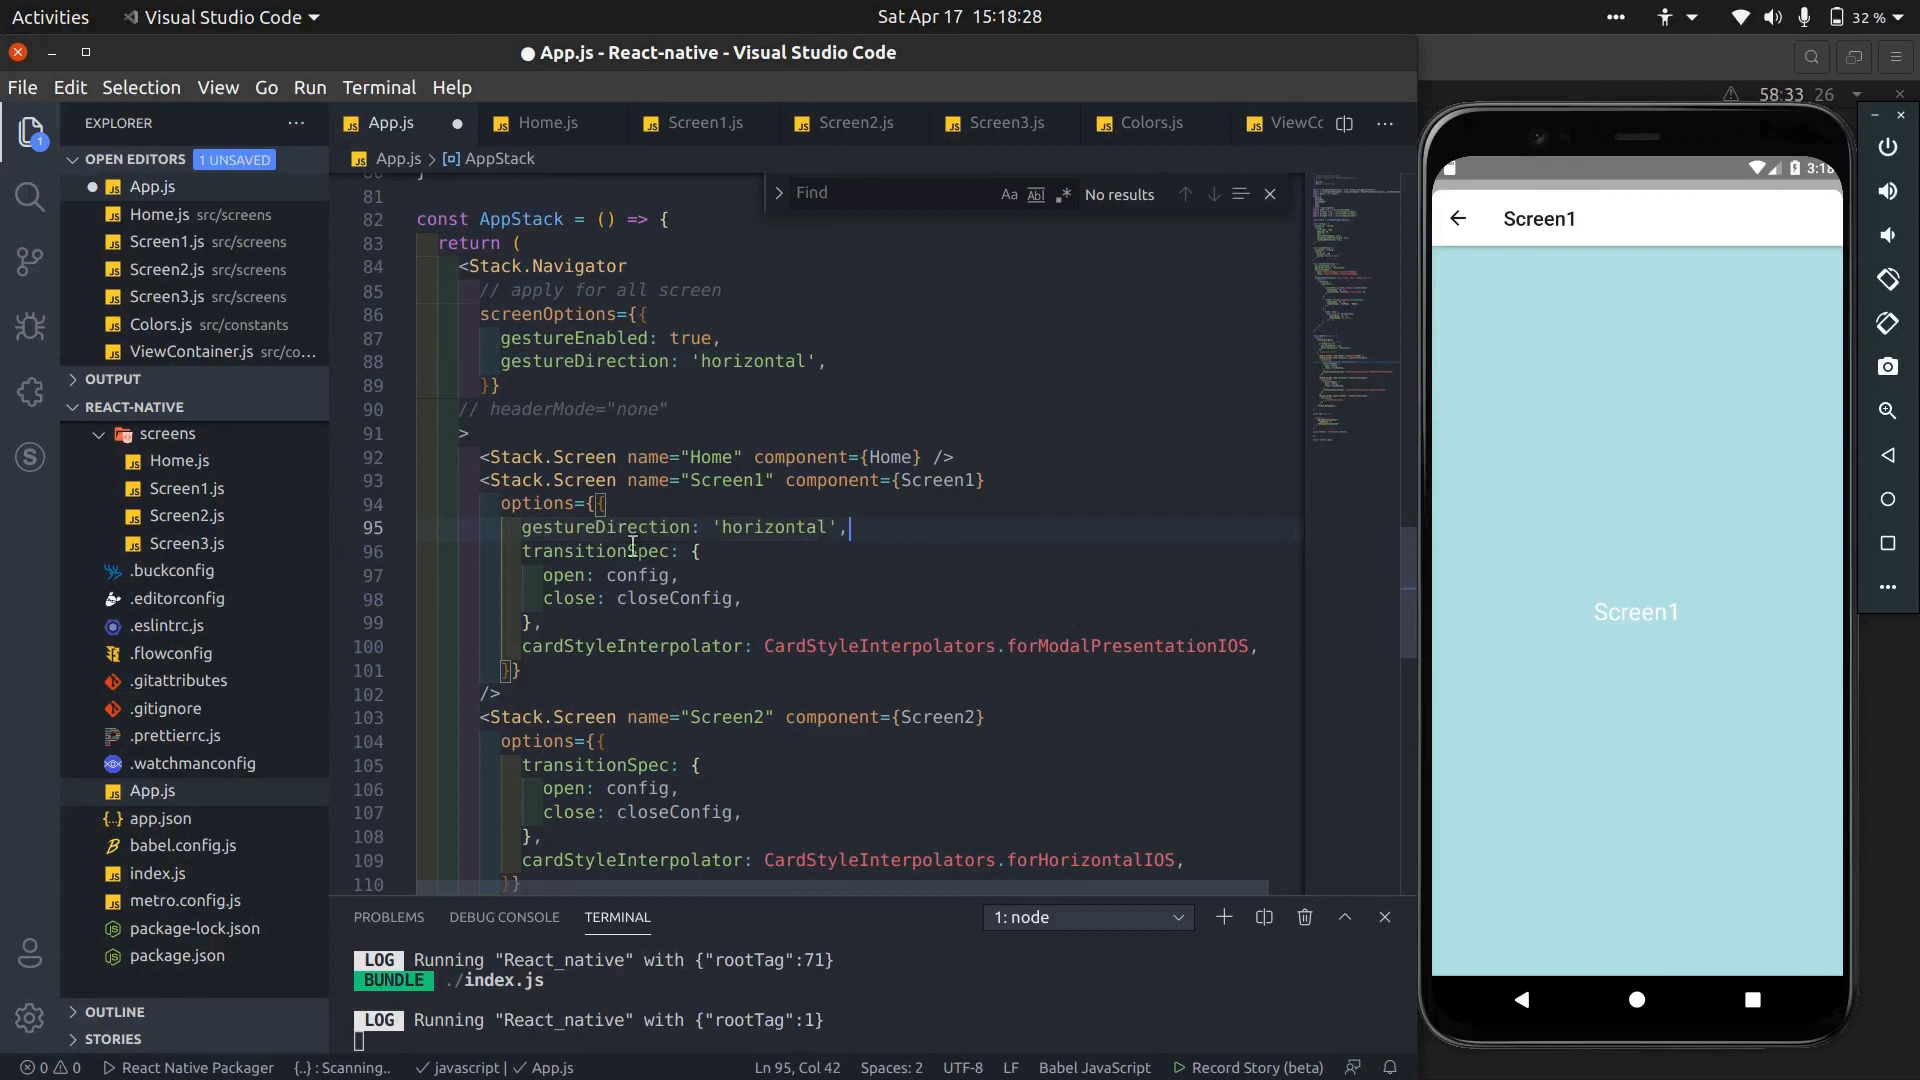 Activities
Visual Studio Code
Sat Apr 17 15:18:28
32 %
App.js - React-native - Visual Studio Code
File Edit Selection View Go Run Terminal Help
58:33 26
EXPLORER
OPEN EDITORS 1 UNSAVED
App.js
Home.js src/screens
Screen1.js src/screens
Screen2.js src/screens
Screen3.js src/screens
Colors.js src/constants
ViewContainer.js src/co...
OUTPUT
REACT-NATIVE
screens
Home.js
Screen1.js
Screen2.js
Screen3.js
.buckconfig
.editorconfig
.eslintrc.js
.flowconfig
.gitattributes
.gitignore
.prettierrc.js
.watchmanconfig
App.js
app.json
babel.config.js
index.js
metro.config.js
package-lock.json
package.json
OUTLINE
STORIES
App.js Home.js Screen1.js Screen2.js Screen3.js Colors.js ViewCc
App.js > AppStack
Find
Aa Abl .* No results
81
82 const AppStack = () => {
83 return (
84 <Stack.Navigator
85 // apply for all screen
86 screenOptions={{
87 gestureEnabled: true,
88 gestureDirection: 'horizontal',
89 }}
90 // headerMode="none"
91 >
92 <Stack.Screen name="Home" component={Home} />
93 <Stack.Screen name="Screen1" component={Screen1}
94 options={{
95 gestureDirection: 'horizontal',
96 transitionSpec: {
97 open: config,
98 close: closeConfig,
99 },
100 cardStyleInterpolator: CardStyleInterpolators.forModalPresentationIOS,
101 }}
102 />
103 <Stack.Screen name="Screen2" component={Screen2}
104 options={{
105 transitionSpec: {
106 open: config,
107 close: closeConfig,
108 },
109 cardStyleInterpolator: CardStyleInterpolators.forHorizontalIOS,
110 }}
PROBLEMS DEBUG CONSOLE TERMINAL
1: node
LOG Running "React_native" with {"rootTag":71}
BUNDLE ./index.js
LOG Running "React_native" with {"rootTag":1}
0 0 React Native Packager {..} : Scanning.. javascript | App.js
Ln 95, Col 42 Spaces: 2 UTF-8 LF Babel JavaScript Record Story (beta)
3:18
Screen1
Screen1